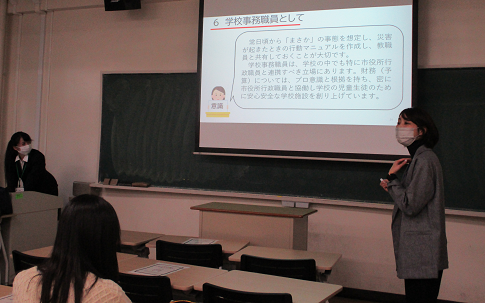 6 学校事務職員として
常日頃から「まさか」の事態を想定し、災害
が起きたときの行動マニュアルを作成し、教職
員と共有しておくことが大切です。
学校事務職員は、学校の中でも特に市役所行
政職員と連携すべき立場にあります。財務（予
算）については、プロ意識と根拠を持ち、密に
市役所行政職員と協働し学校の児童生徒のため
に安心安全な学校施設を創り上げています。
意識